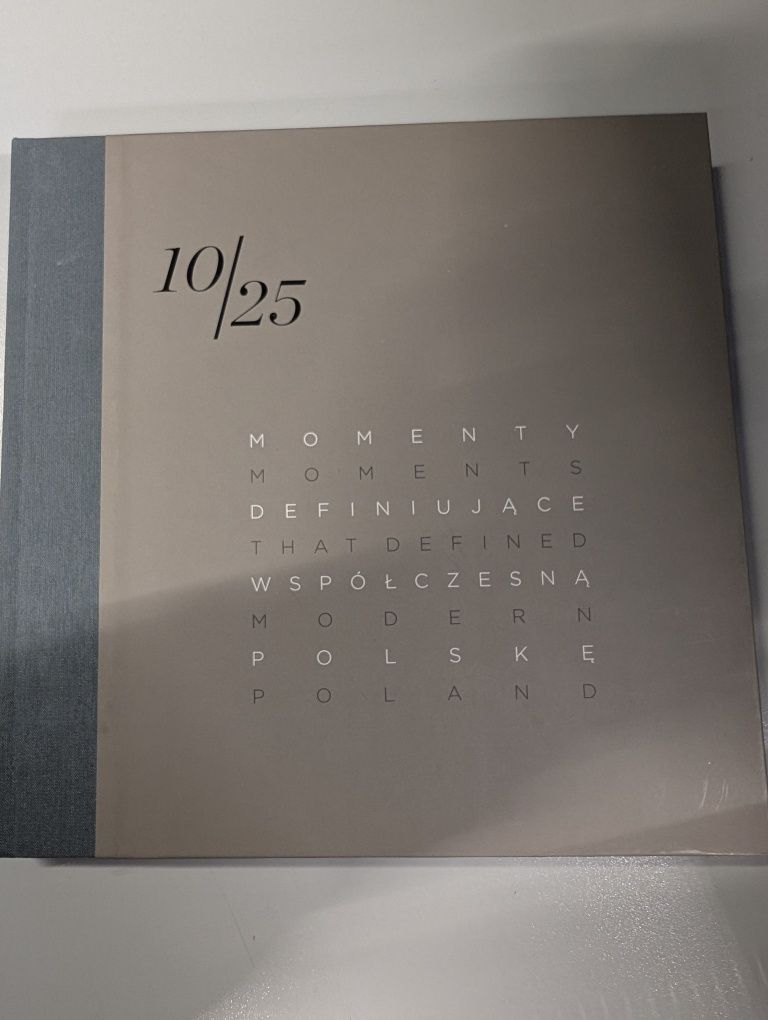 10/25
MOMENTY
MOMENTS
DEFINIUJĄCE
THAT DEFINED
WSPÓŁCZESNĄ
MODERN
POLSKĘ
POLAND